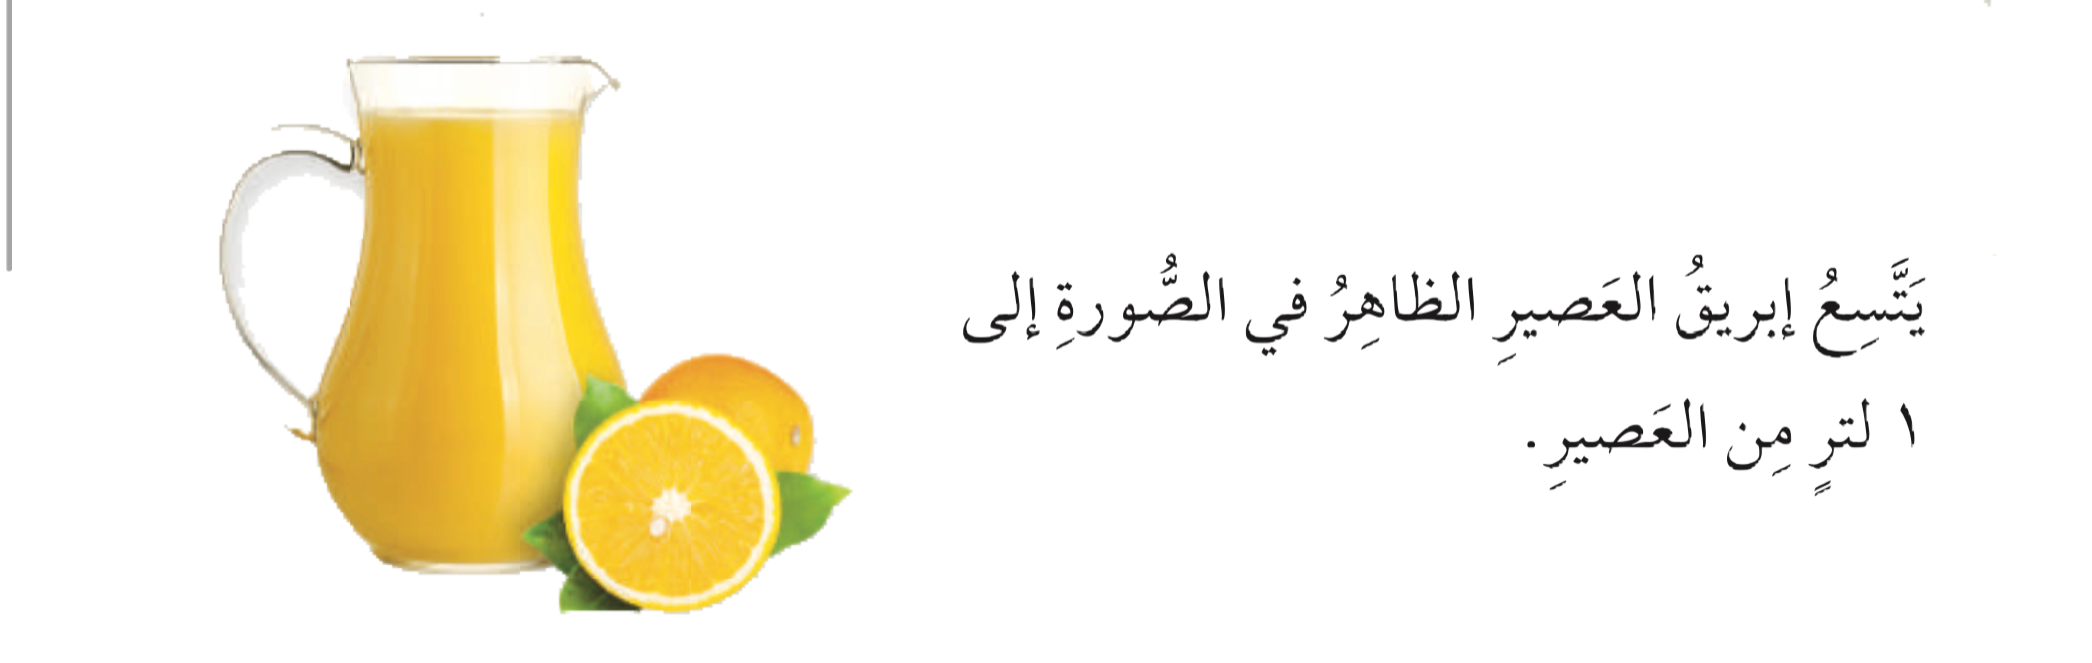 يَتَّسِعُ إبريقُ العَصيرِ الظاهِرُ في الصُّورةِ إلى
١ لترٍ مِن العَصيرِ.